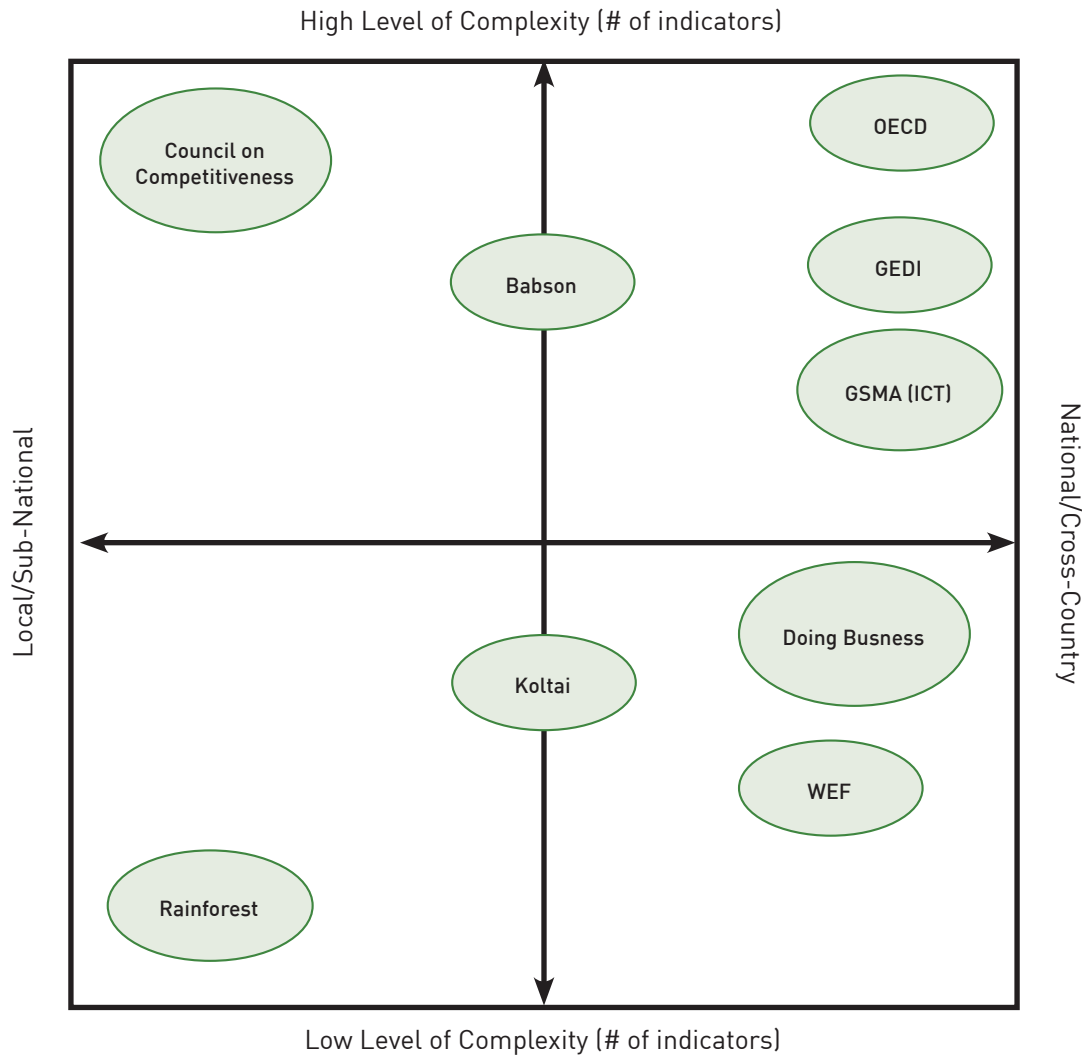 High Level of Complexity (# of indicators)
OECD
Council on
Competitiveness
GEDI
Babson
GSMA (ICT)
Local/Sub-National
National/Cross-Country
Doing Busness
Koltai
WEF
Rainforest
Low Level of Complexity (# of indicators)